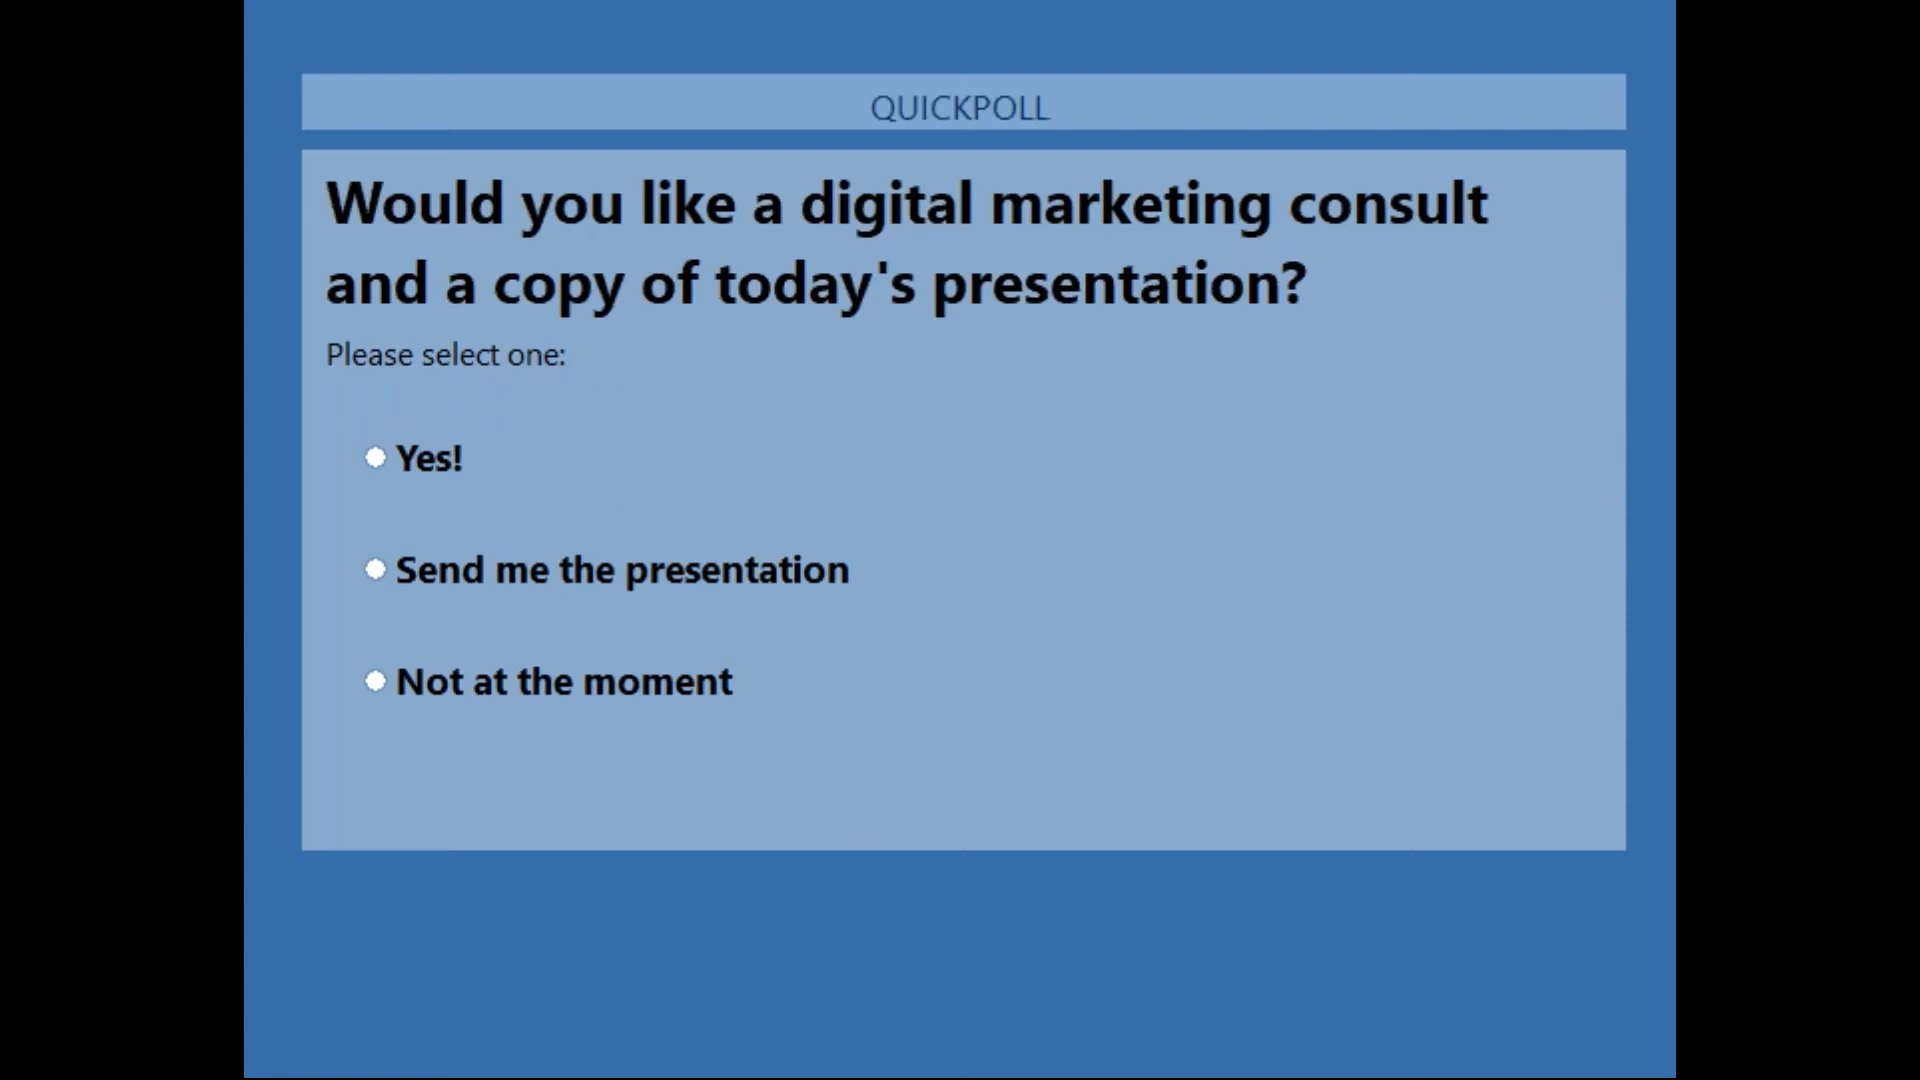 QUICKPOLL
Would you like a digital marketing consult
and a copy of today's presentation?
Please select one:
Yes!
Send me the presentation
Not at the moment